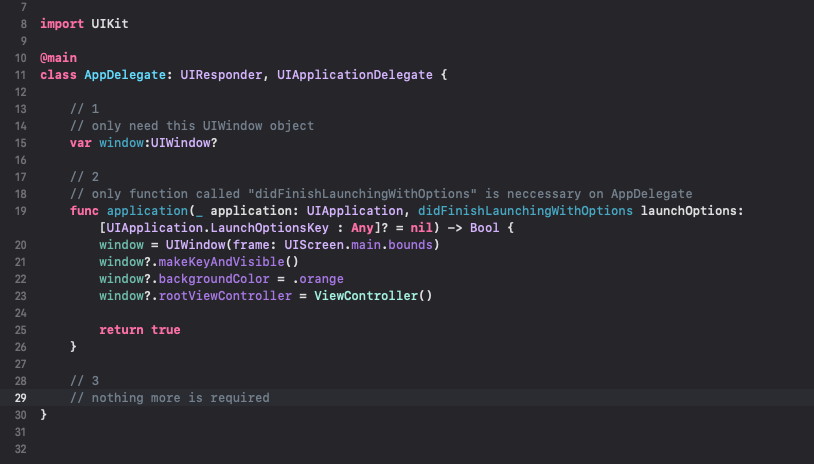 7
8 import UIKit
9
10 @main
11 class AppDelegate: UIResponder, UIApplicationDelegate {
12
13 // 1
14 // only need this UIWindow object
15 var window:UIWindow?
16
17 // 2
18 // only function called "didFinishLaunchingWithOptions" is neccessary on AppDelegate
19 func application(_ application: UIApplication, didFinishLaunchingWithOptions launchOptions:
[UIApplication.LaunchOptionsKey : Any]? = nil) -> Bool {
20 window = UIWindow(frame: UIScreen.main.bounds)
21 window?.makeKeyAndVisible()
22 window?.backgroundColor = .orange
23 window?.rootViewController = ViewController()
24
25 return true
26 }
27
28 // 3
29 // nothing more is required
30 }
31
32